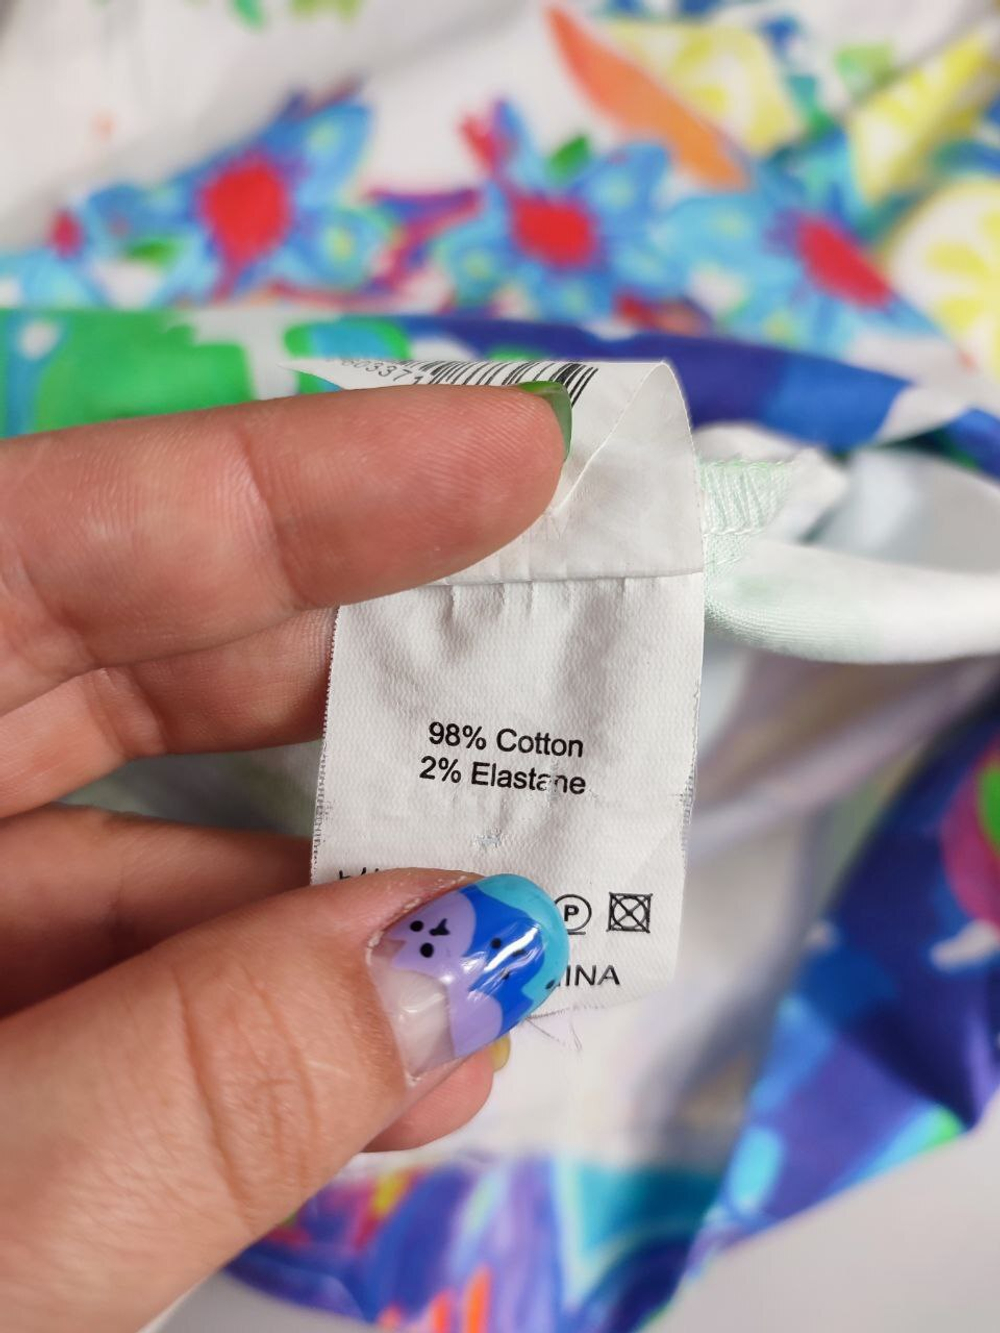 98% Cotton
2% Elastane
P